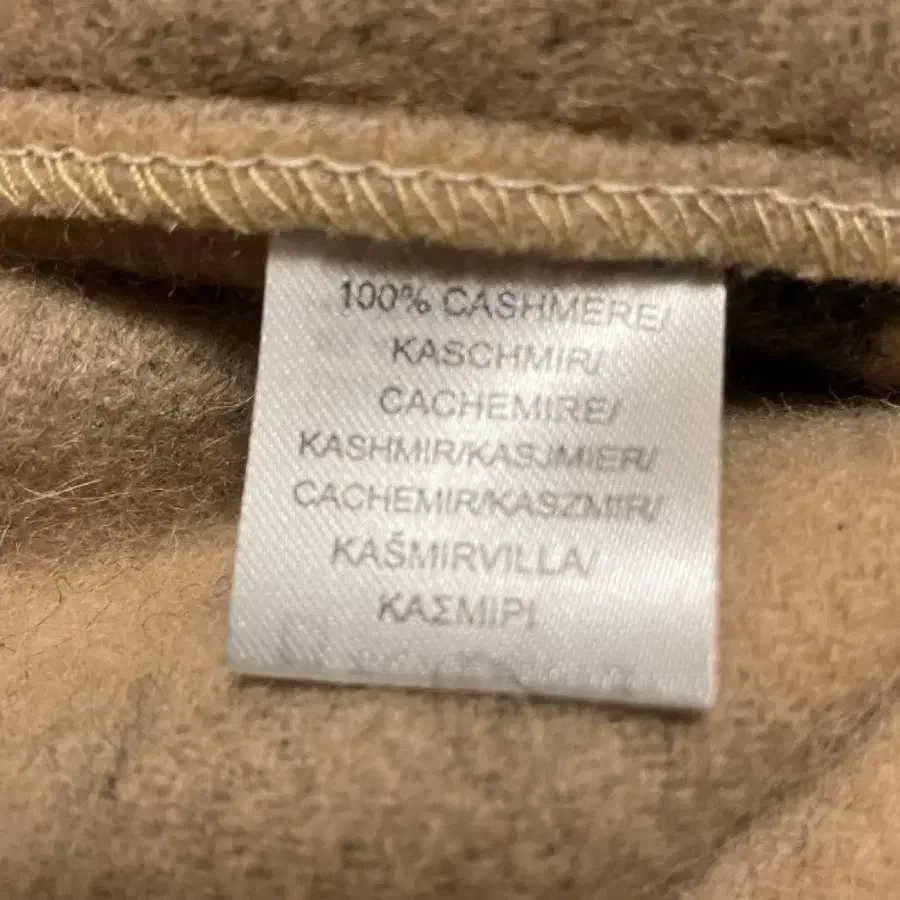 100% CASHMERE/
KASCHMIR/
CACHEMIRE/
KASHMIR/KASJMIER/
CACHEMIR/KASZMIR/
KAŠMIRVILLA/
ΚΑΣΜΙΡΙ